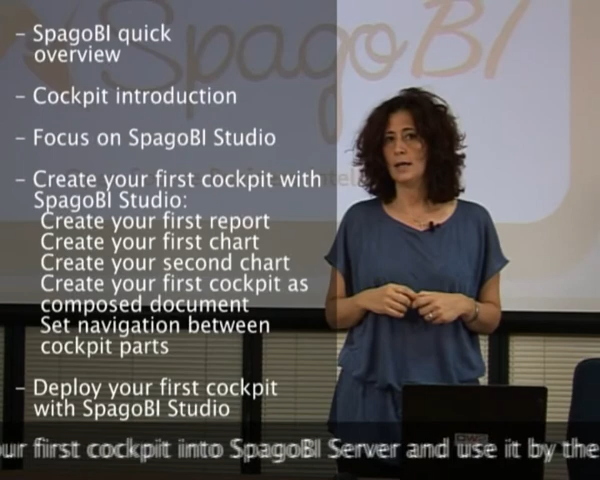 SpagoBI
- SpagoBI quick
overview
- Cockpit introduction
- Focus on SpagoBI Studio
- Create your first cockpit with
SpagoBI Studio:
Create your first report
Create your first chart
Create your second chart
Create your first cockpit as
composed document
Set navigation between
cockpit parts
- Deploy your first cockpit
with SpagoBI Studio
first cockpit into SpagoBI Server and use it by the